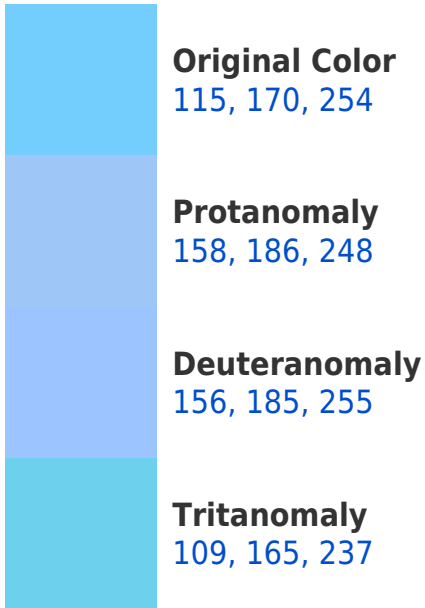 Original Color
115, 170, 254
Protanomaly
158, 186, 248
Deuteranomaly
156, 185, 255
Tritanomaly
109, 165, 237